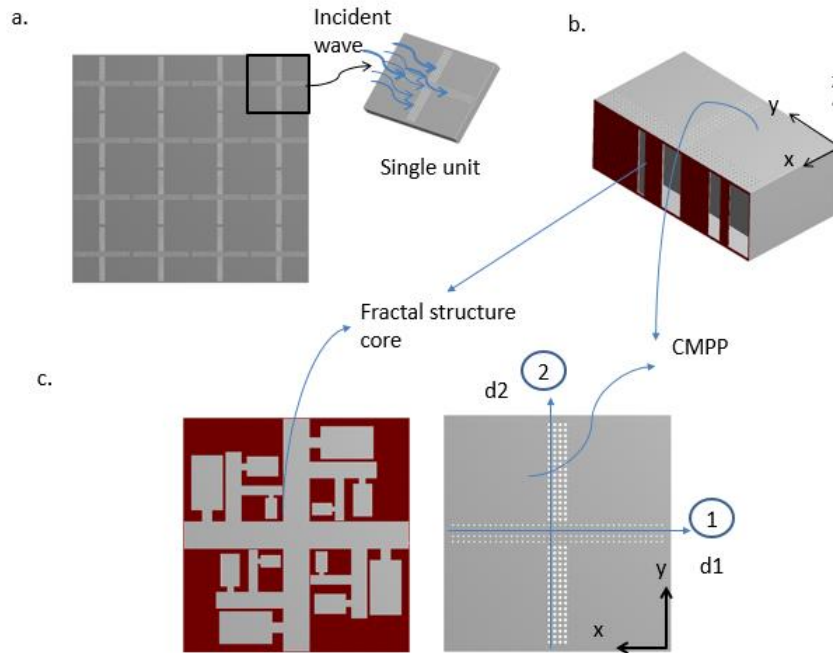 a.
Incident
wave
Single unit
b.
z
y
x
Fractal structure
core
CMPP
c.
2
d2
1
d1
y
x